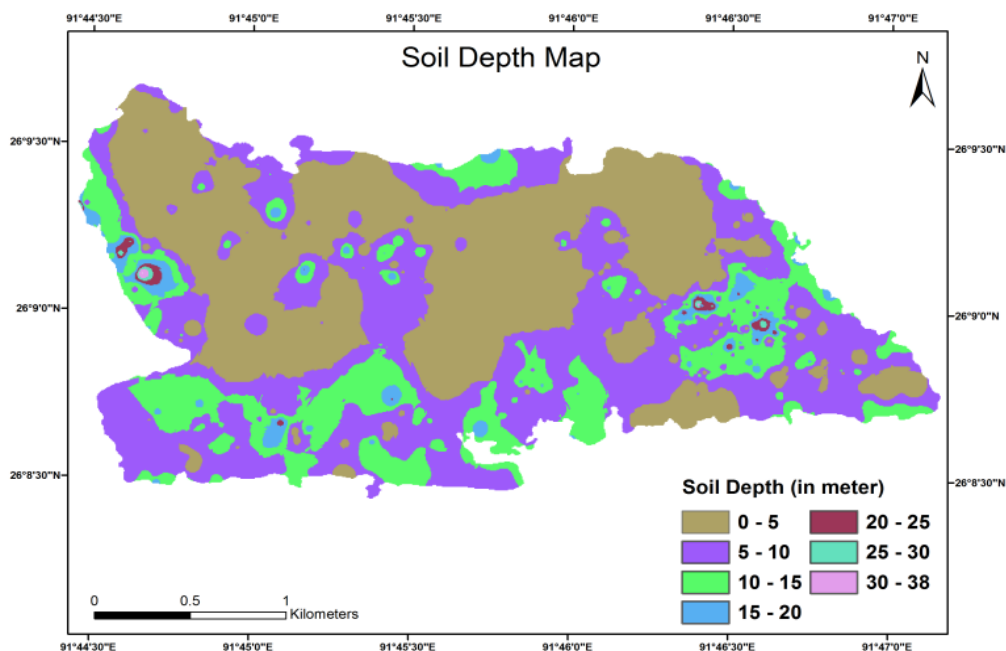 91°44'30"E 91°45'0"E 91°45'30"E 91°46'0"E 91°46'30"E 91°47'0"E
Soil Depth Map
N
26°9'30"N 26°9'30"N
26°9'0"N 26°9'0"N
26°8'30"N 26°8'30"N
Soil Depth (in meter)
0 - 5 20 - 25
5 - 10 25 - 30
10 - 15 30 - 38
15 - 20
0 0.5 1
Kilometers
91°44'30"E 91°45'0"E 91°45'30"E 91°46'0"E 91°46'30"E 91°47'0"E